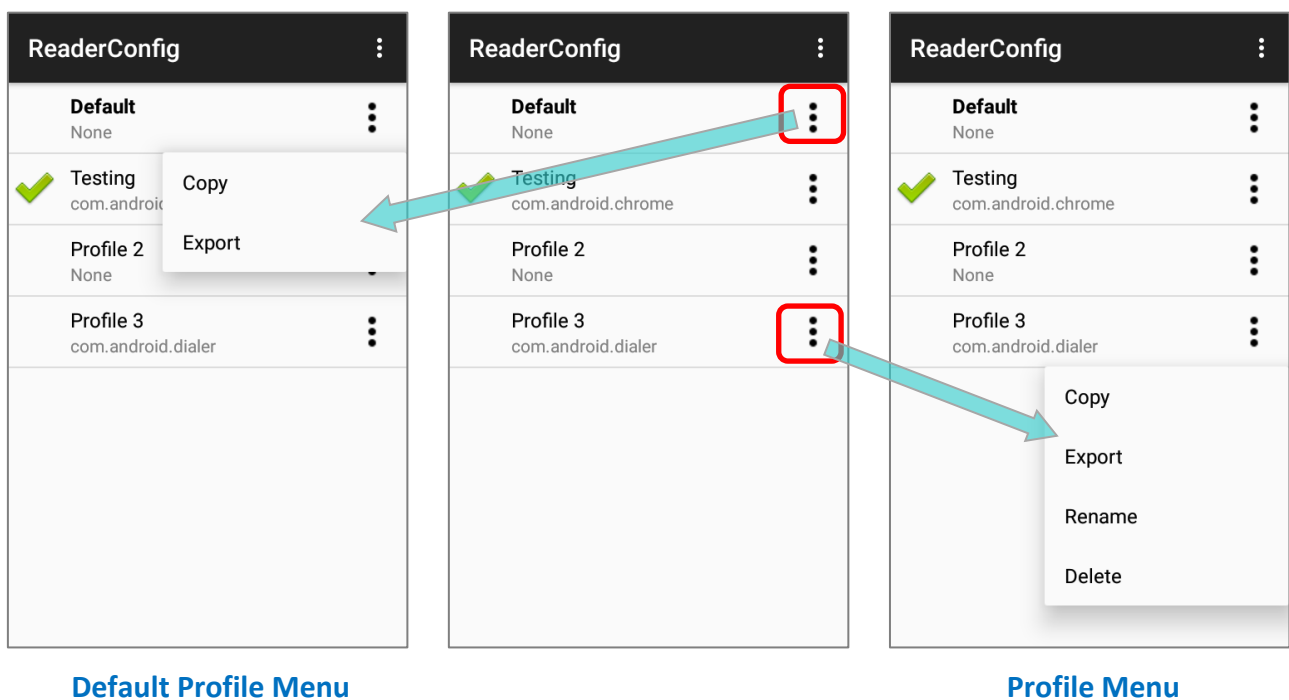 ReaderConfig
Default
None
Testing
com.androi
Copy
Export
Profile 2
None
Profile 3
com.android.dialer
Default Profile Menu
ReaderConfig
Default
None
Testing
com.android.chrome
Profile 2
None
Profile 3
com.android.dialer
ReaderConfig
Default
None
Testing
com.android.chrome
Profile 2
None
Profile 3
com.android.dialer
Copy
Export
Rename
Delete
Profile Menu